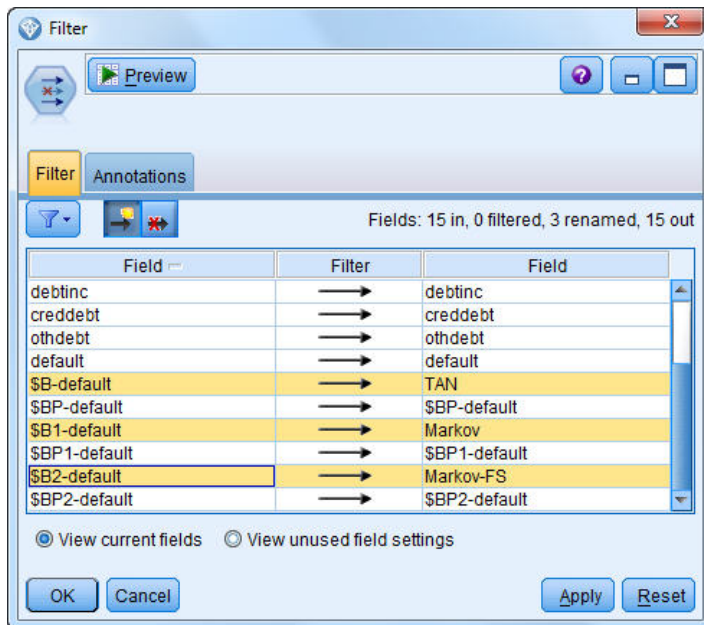 Filter
Preview
Filter Annotations
Fields: 15 in, 0 filtered, 3 renamed, 15 out
Field Filter Field
debtinc debtinc
creddebt creddebt
othdebt othdebt
default default
$B-default TAN
$BP-default $BP-default
$B1-default Markov
$BP1-default $BP1-default
$B2-default Markov-FS
$BP2-default $BP2-default
View current fields View unused field settings
OK Cancel Apply Reset